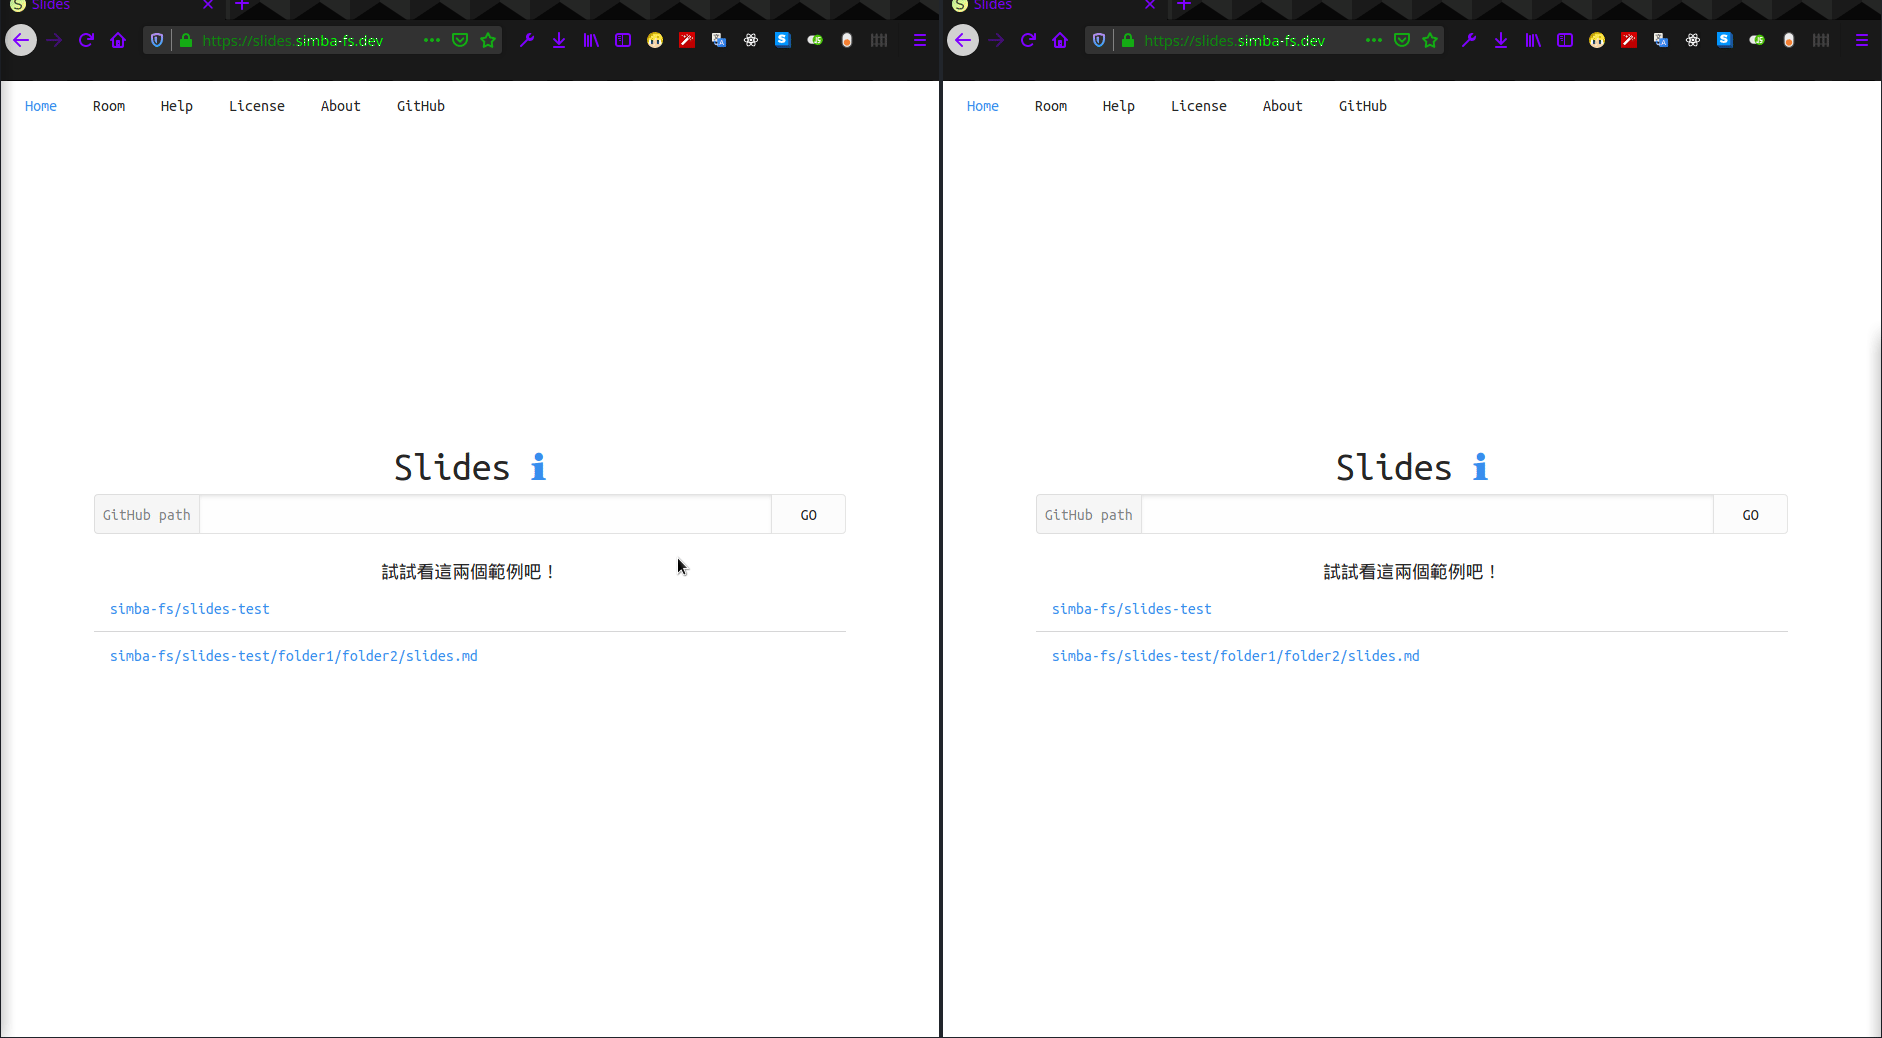 Slides
https://slides.simba-fs.dev
Home Room Help License About GitHub
Slides i
GitHub path GO
試試看這兩個範例吧！
simba-fs/slides-test
simba-fs/slides-test/folder1/folder2/slides.md
Slides
https://slides.simba-fs.dev
Home Room Help License About GitHub
Slides i
GitHub path GO
試試看這兩個範例吧！
simba-fs/slides-test
simba-fs/slides-test/folder1/folder2/slides.md